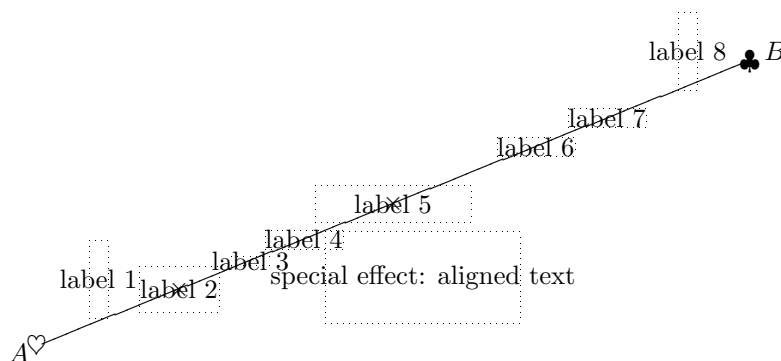 label 8
B
label 7
label 6
label 5
label 4
label 3
special effect: aligned text
label 1
label 2
A